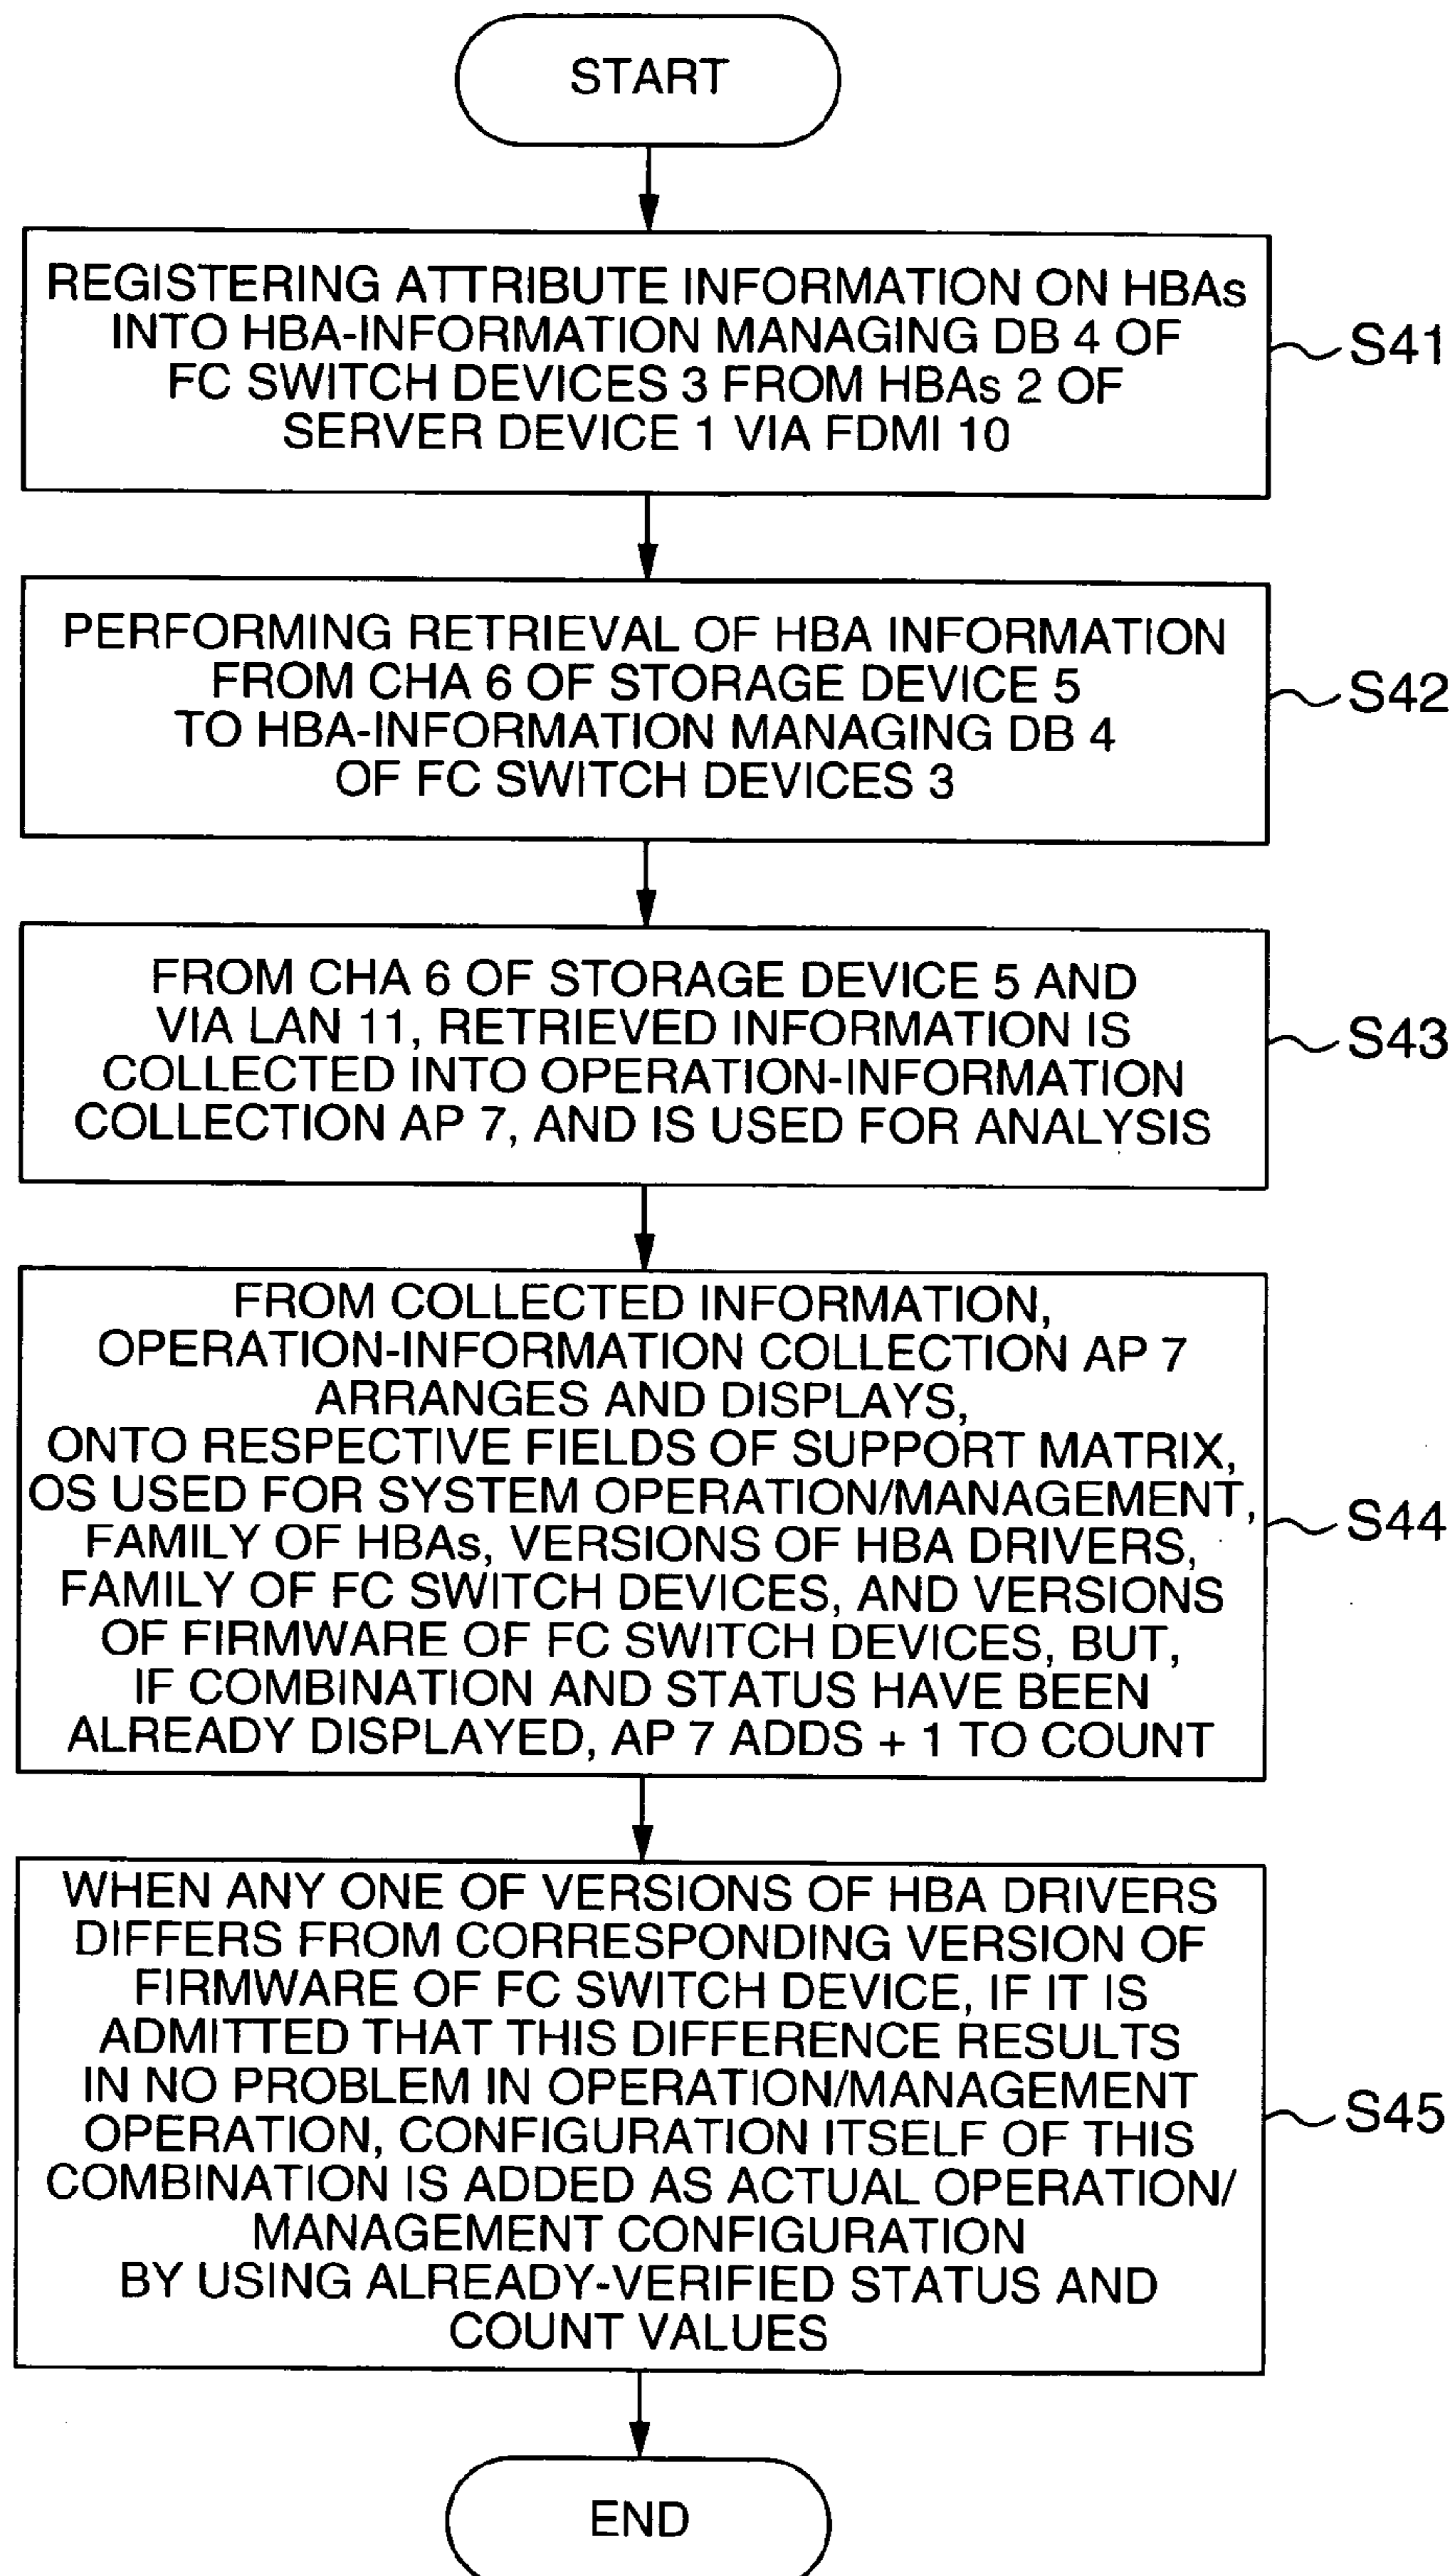 START
REGISTERING ATTRIBUTE INFORMATION ON HBAs
INTO HBA-INFORMATION MANAGING DB 4 OF
FC SWITCH DEVICES 3 FROM HBAs 2 OF
SERVER DEVICE 1 VIA FDMI 10
S41
PERFORMING RETRIEVAL OF HBA INFORMATION
FROM CHA 6 OF STORAGE DEVICE 5
TO HBA-INFORMATION MANAGING DB 4
OF FC SWITCH DEVICES 3
S42
FROM CHA 6 OF STORAGE DEVICE 5 AND
VIA LAN 11, RETRIEVED INFORMATION IS
COLLECTED INTO OPERATION-INFORMATION
COLLECTION AP 7, AND IS USED FOR ANALYSIS
S43
FROM COLLECTED INFORMATION,
OPERATION-INFORMATION COLLECTION AP 7
ARRANGES AND DISPLAYS,
ONTO RESPECTIVE FIELDS OF SUPPORT MATRIX,
OS USED FOR SYSTEM OPERATION/MANAGEMENT,
FAMILY OF HBAs, VERSIONS OF HBA DRIVERS,
FAMILY OF FC SWITCH DEVICES, AND VERSIONS
OF FIRMWARE OF FC SWITCH DEVICES, BUT,
IF COMBINATION AND STATUS HAVE BEEN
ALREADY DISPLAYED, AP 7 ADDS + 1 TO COUNT
S44
WHEN ANY ONE OF VERSIONS OF HBA DRIVERS
DIFFERS FROM CORRESPONDING VERSION OF
FIRMWARE OF FC SWITCH DEVICE, IF IT IS
ADMITTED THAT THIS DIFFERENCE RESULTS
IN NO PROBLEM IN OPERATION/MANAGEMENT
OPERATION, CONFIGURATION ITSELF OF THIS
COMBINATION IS ADDED AS ACTUAL OPERATION/
MANAGEMENT CONFIGURATION
BY USING ALREADY-VERIFIED STATUS AND
COUNT VALUES
S45
END